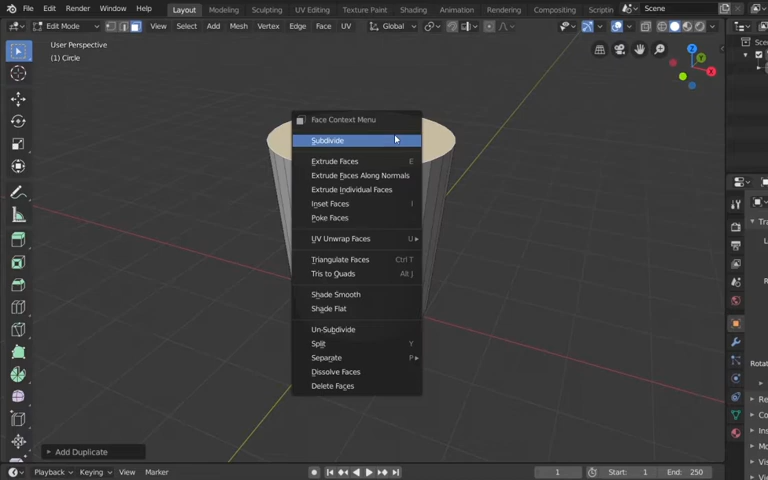 File Edit Render Window Help Layout Modeling Sculpting UV Editing Texture Paint Shading Animation Rendering Compositing Scene
Edit Mode View Select Add Mesh Vertex Edge Face UV Global
User Perspective
(1) Circle
Face Context Menu
Subdivide
Extrude Faces E
Extrude Faces Along Normals
Extrude Individual Faces
Inset Faces I
Poke Faces
UV Unwrap Faces U
Triangulate Faces Ctrl T
Tris to Quads Alt J
Shade Smooth
Shade Flat
Un-Subdivide
Split Y
Separate P
Dissolve Faces
Delete Faces
Add Duplicate
Playback Keying View Marker 1 Start: 1 End: 250
Z
Y
X